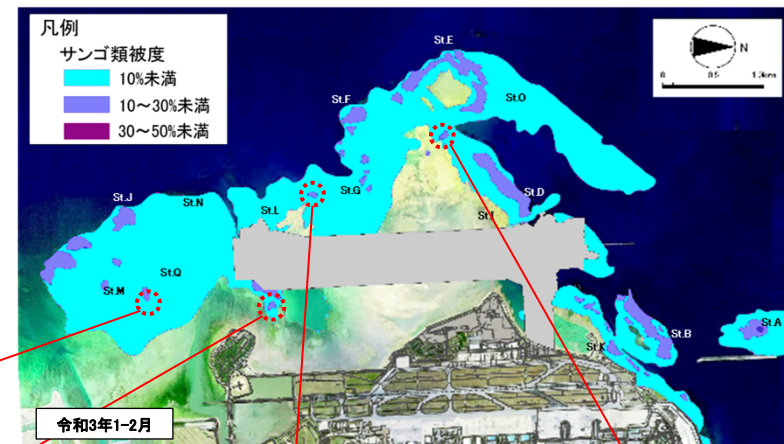 凡例
サンゴ類被度
10%未満
10～30%未満
30～50%未満
N
0 0.5 1.0km
St.E
St.O
St.F
St.G
St.D
St.I
St.L
St.N
St.J
St.Q
St.M
St.K
St.B
St.A
令和3年1-2月